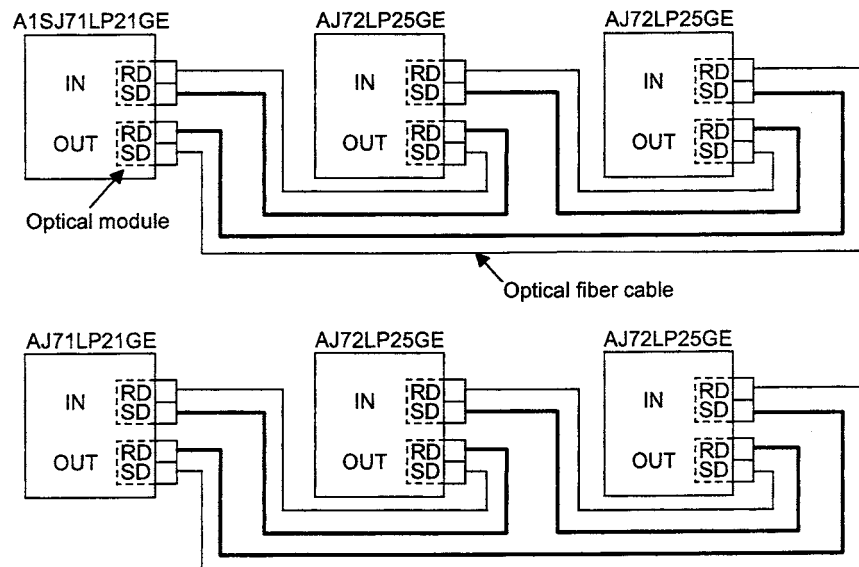 A1SJ71LP21GE AJ72LP25GE AJ72LP25GE
IN RD IN RD IN RD
SD SD SD
OUT RD OUT RD OUT RD
SD SD SD
Optical module
Optical fiber cable
AJ71LP21GE AJ72LP25GE AJ72LP25GE
IN RD IN RD IN RD
SD SD SD
OUT RD OUT RD OUT RD
SD SD SD